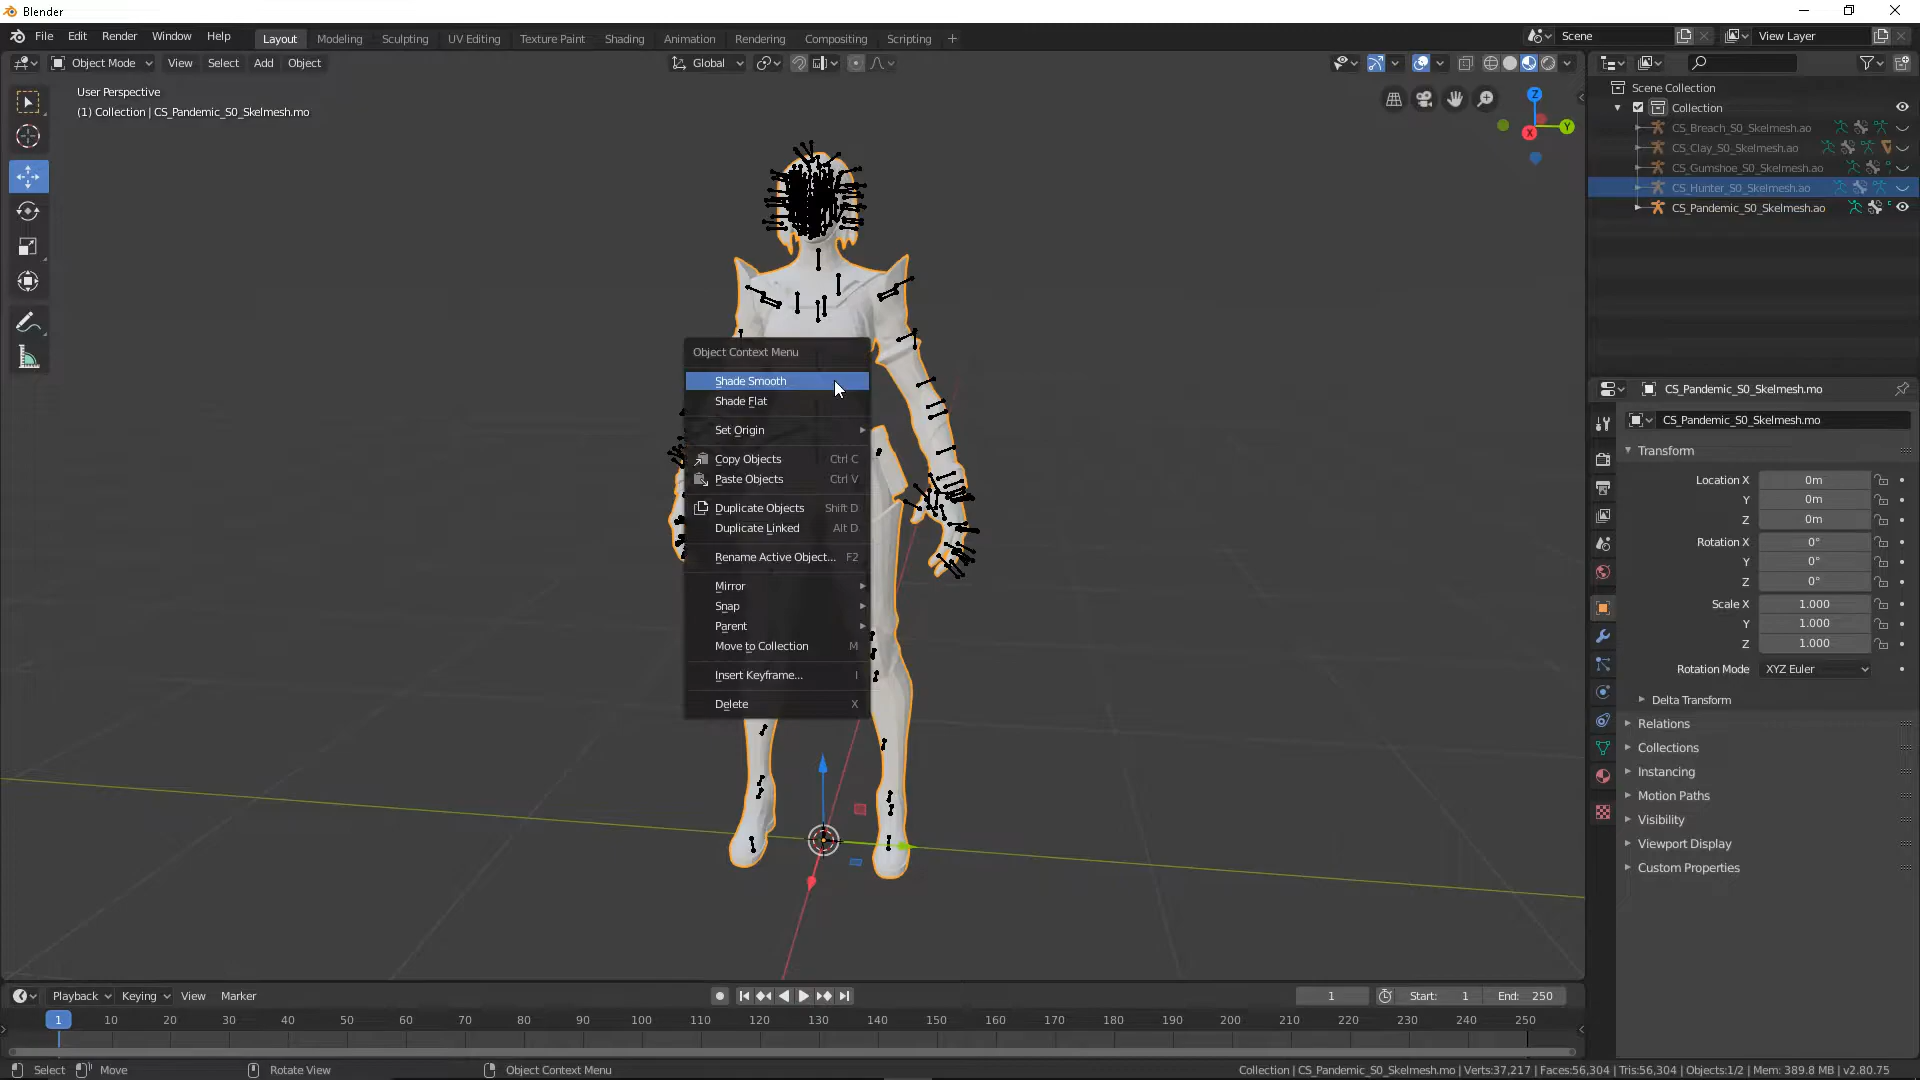 Blender
File Edit Render Window Help
Layout Modeling Sculpting UV Editing Texture Paint Shading Animation Rendering Compositing Scripting +
Scene
View Layer
Object Mode View Select Add Object
Global
User Perspective
(1) Collection | CS_Pandemic_S0_Skelmesh.mo
Z
Y
X
Scene Collection
Collection
CS_Breach_S0_Skelmesh.ao
CS_Clay_S0_Skelmesh.ao
CS_Gumshoe_S0_Skelmesh.ao
CS_Hunter_S0_Skelmesh.ao
CS_Pandemic_S0_Skelmesh.ao
Object Context Menu
Shade Smooth
Shade Flat
Set Origin
Copy Objects Ctrl C
Paste Objects Ctrl V
Duplicate Objects Shift D
Duplicate Linked Alt D
Rename Active Object... F2
Mirror
Snap
Parent
Move to Collection M
Insert Keyframe... I
Delete X
CS_Pandemic_S0_Skelmesh.mo
CS_Pandemic_S0_Skelmesh.mo
Transform
Location X 0m
Y 0m
Z 0m
Rotation X 0°
Y 0°
Z 0°
Scale X 1.000
Y 1.000
Z 1.000
Rotation Mode XYZ Euler
Delta Transform
Relations
Collections
Instancing
Motion Paths
Visibility
Viewport Display
Custom Properties
Playback Keying View Marker
1 Start: 1 End: 250
1 10 20 30 40 50 60 70 80 90 100 110 120 130 140 150 160 170 180 190 200 210 220 230 240 250
Select Move Rotate View Object Context Menu
Collection | CS_Pandemic_S0_Skelmesh.mo | Verts:37,217 | Faces:56,304 | Tris:56,304 | Objects:1/2 | Mem: 389.8 MB | v2.80.75